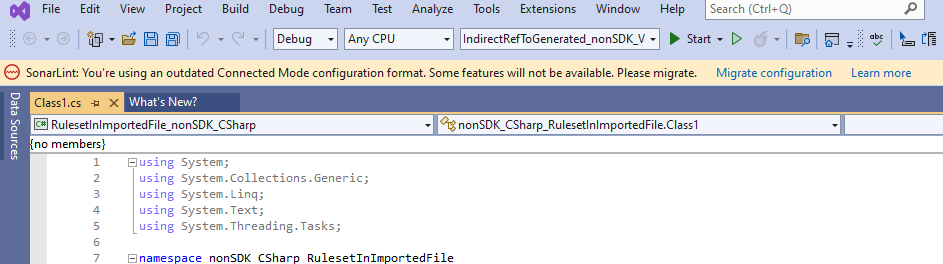 File Edit View Git Project Build Debug Team Test Analyze Tools Extensions Window Help Search (Ctrl+Q)
Debug Any CPU IndirectRefToGenerated_nonSDK_V Start
SonarLint: You're using an outdated Connected Mode configuration format. Some features will not be available. Please migrate. Migrate configuration Learn more
Class1.cs What's New?
Data Sources
C# RulesetInImportedFile_nonSDK_CSharp nonSDK_CSharp_RulesetInImportedFile.Class1
{no members}
1 using System;
2 using System.Collections.Generic;
3 using System.Linq;
4 using System.Text;
5 using System.Threading.Tasks;
6
7 namespace nonSDK_CSharp_RulesetInImportedFile